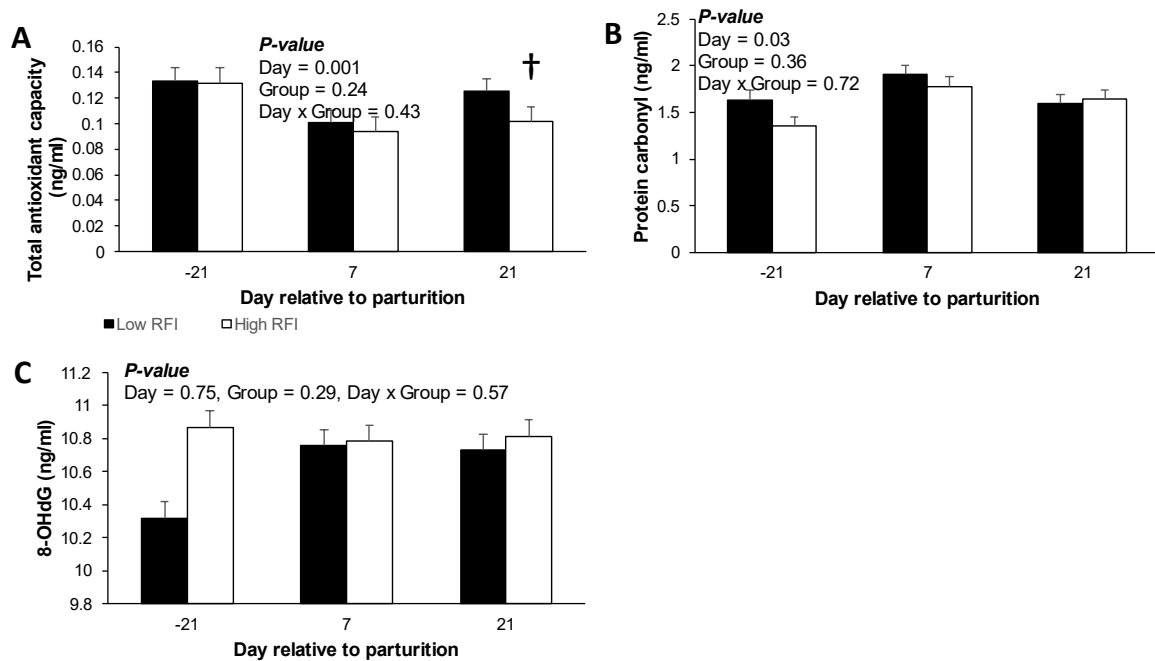 A
Total antioxidant capacity
(ng/ml)
0.16
0.14
0.12
0.1
0.08
0.06
0.04
0.02
0
P-value
Day = 0.001
Group = 0.24
Day x Group = 0.43
†
-21 7 21
Day relative to parturition
Low RFI High RFI
B
Protein carbonyl (ng/ml)
2.5
2
1.5
1
0.5
0
P-value
Day = 0.03
Group = 0.36
Day x Group = 0.72
-21 7 21
Day relative to parturition
C
8-OHdG (ng/ml)
11.2
11
10.8
10.6
10.4
10.2
10
9.8
P-value
Day = 0.75, Group = 0.29, Day x Group = 0.57
-21 7 21
Day relative to parturition